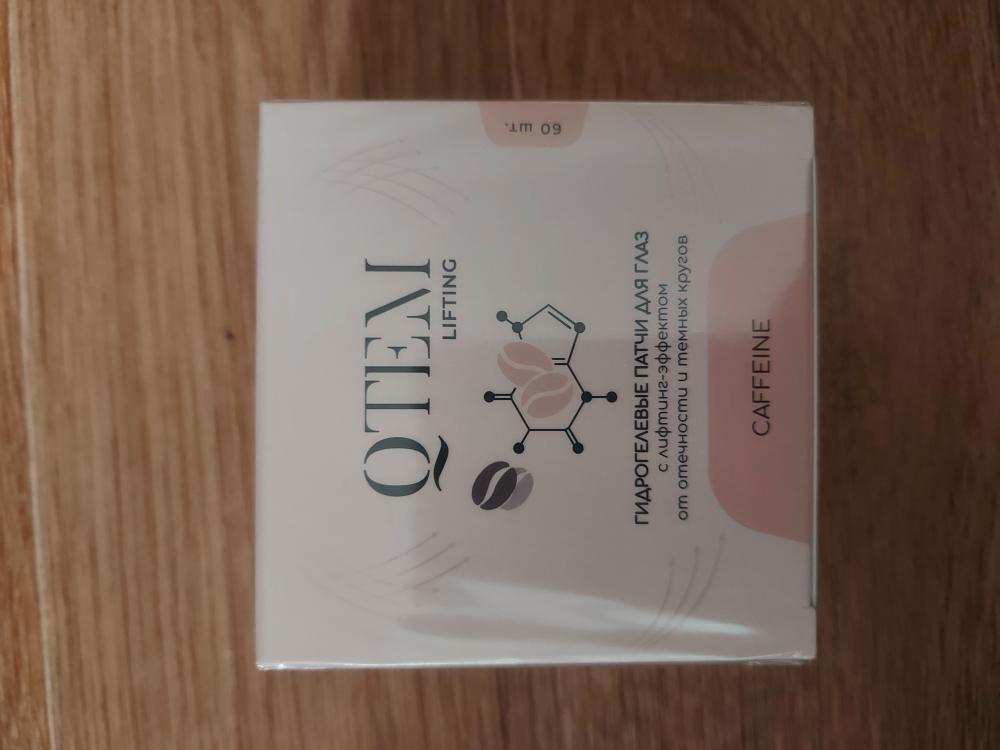 60 шт.
QTEM
LIFTING
ГИДРОГЕЛЕВЫЕ ПАТЧИ ДЛЯ ГЛАЗ
с лифтинг-эффектом
от отечности и темных кругов
CAFFEINE